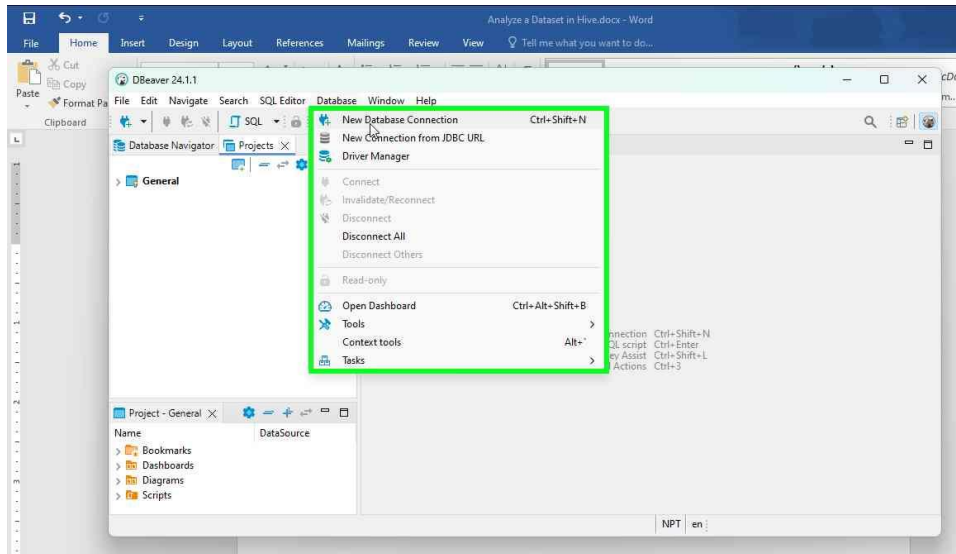 Analyze a Dataset in Hive.docx - Word
File Home Insert Design Layout References Mailings Review View Tell me what you want to do...
Cut
Copy
Paste
Format Pa
Clipboard
DBeaver 24.1.1
File Edit Navigate Search SQL Editor Database Window Help
SQL
Database Navigator Projects
General
New Database Connection Ctrl+Shift+N
New Connection from JDBC URL
Driver Manager
Connect
Invalidate/Reconnect
Disconnect
Disconnect All
Disconnect Others
Read-only
Open Dashboard Ctrl+Alt+Shift+B
Tools
Context tools Alt+`
Tasks
nnection Ctrl+Shift+N
QL script Ctrl+Enter
ey Assist Ctrl+Shift+L
Actions Ctrl+3
Project - General
Name DataSource
Bookmarks
Dashboards
Diagrams
Scripts
NPT en